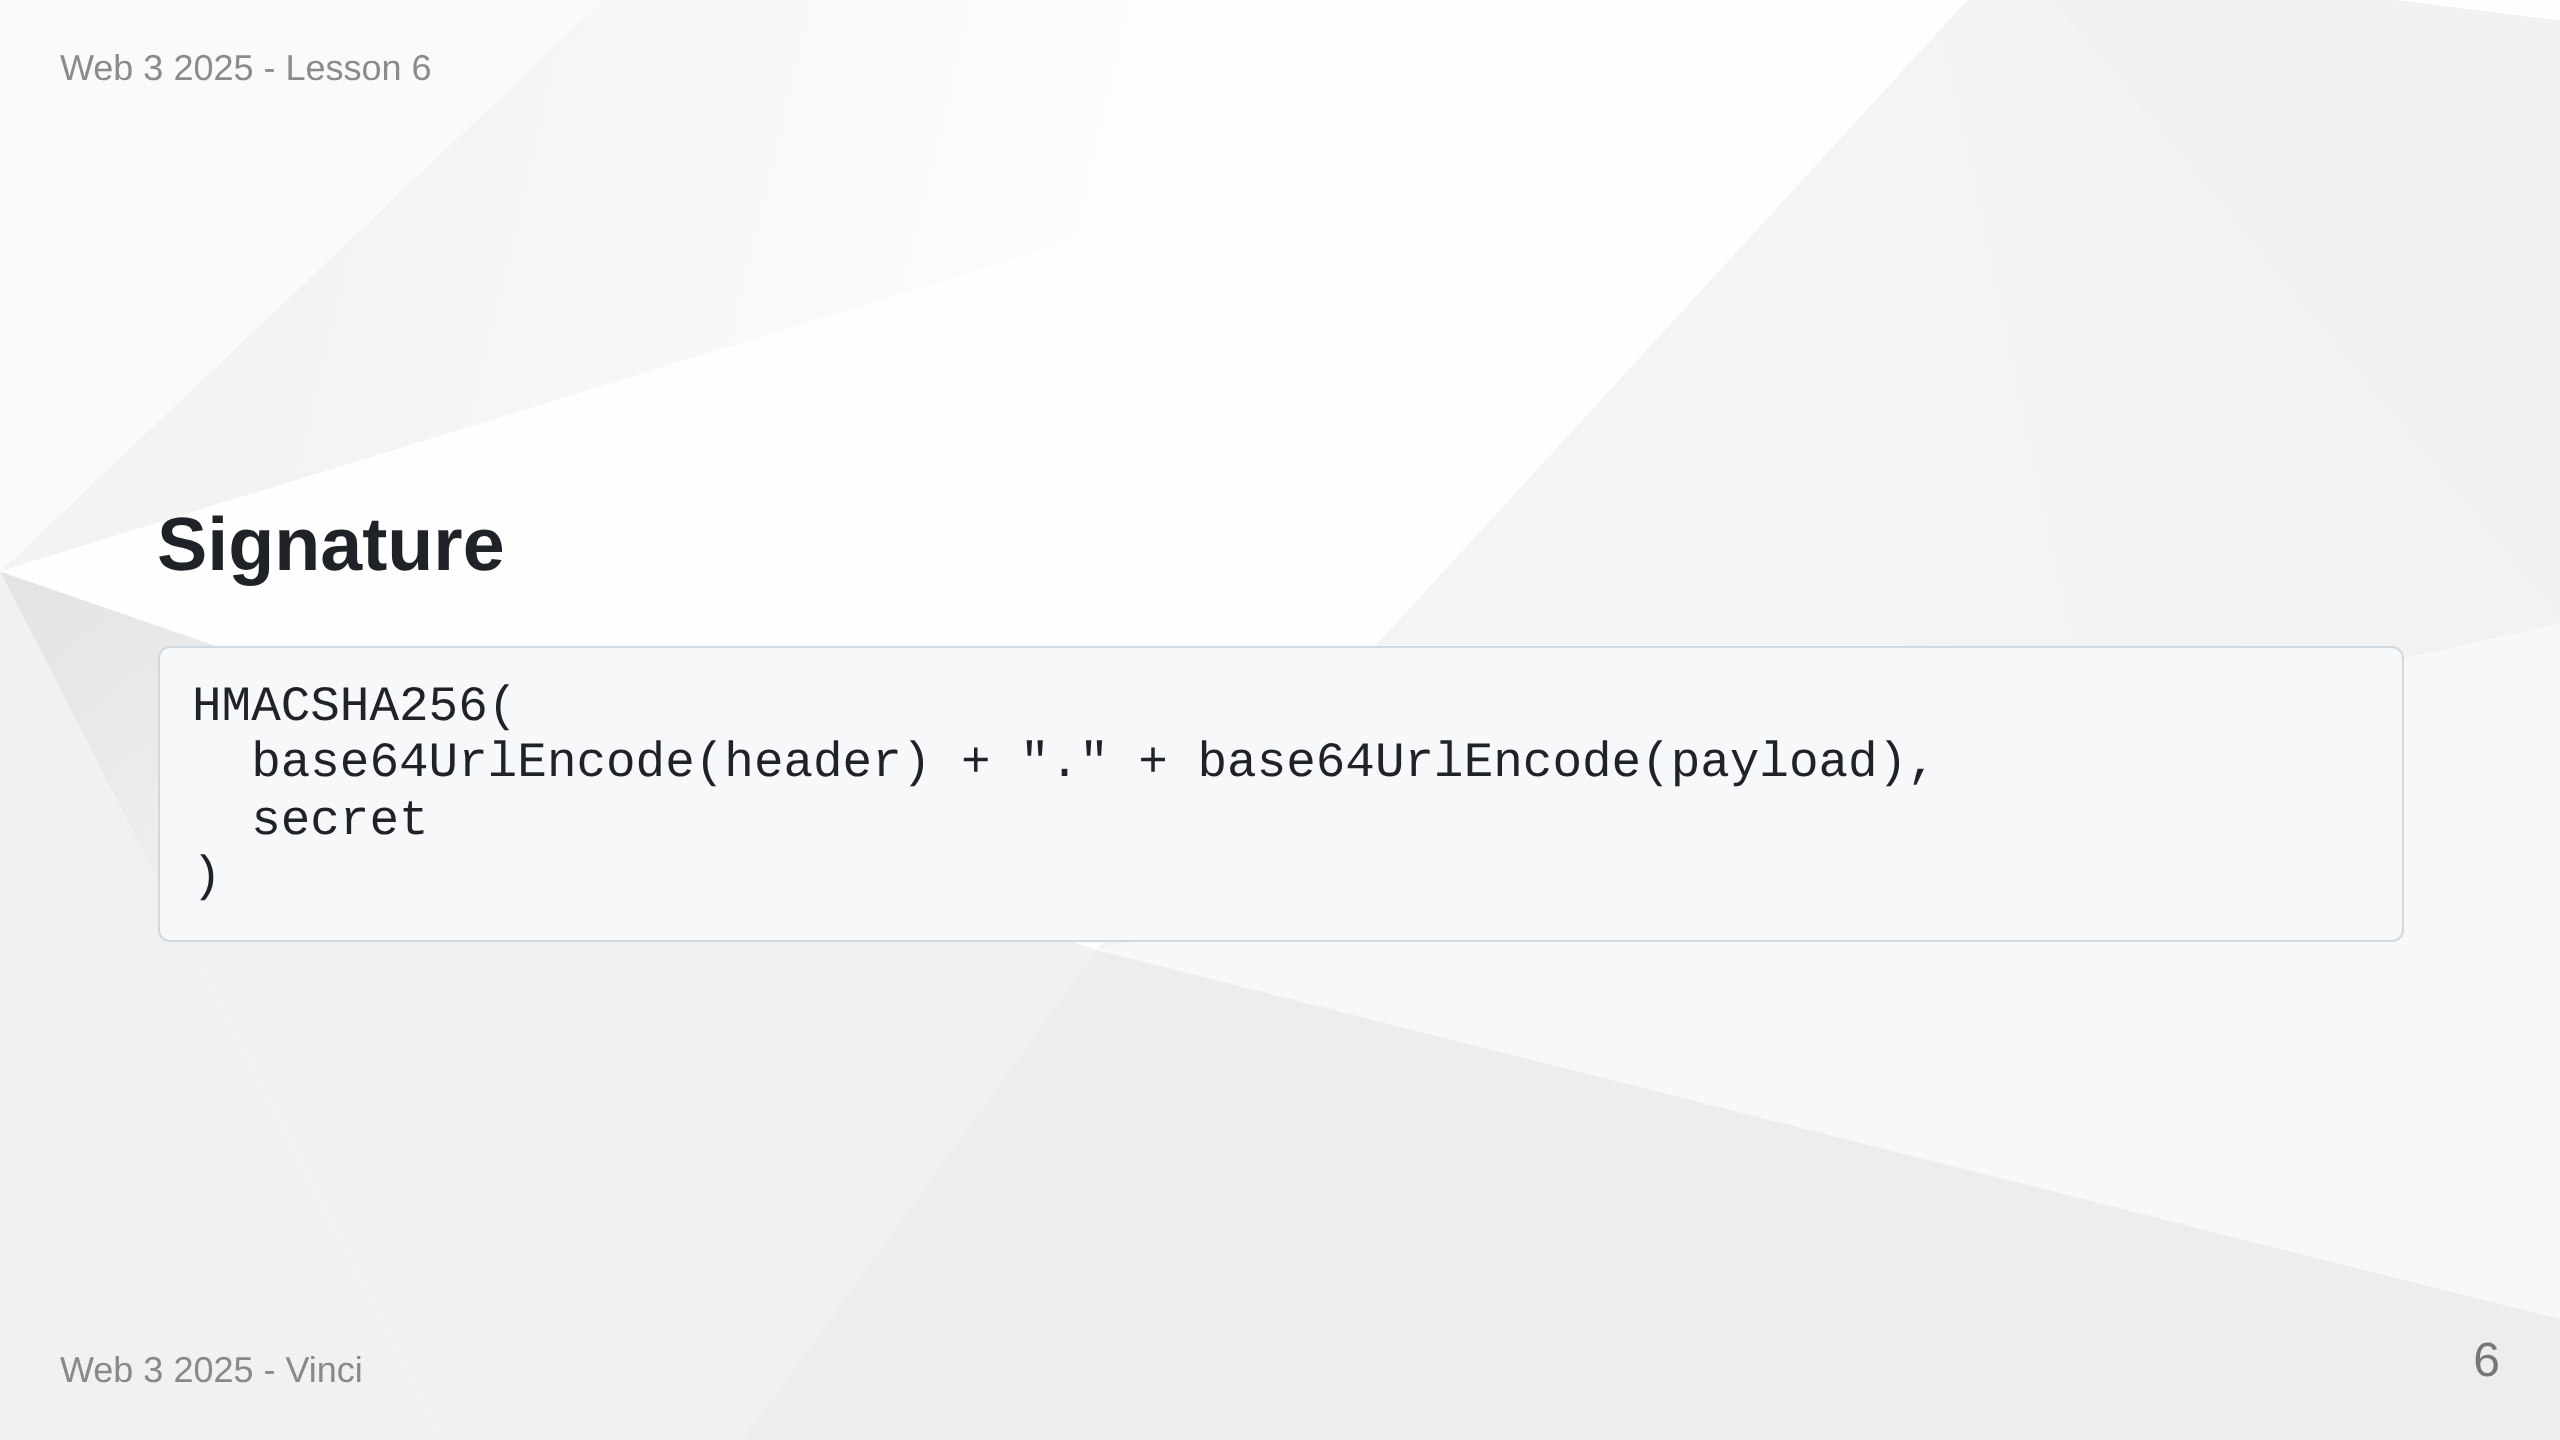 Web 3 2025 - Lesson 6
Signature
HMACSHA256(
  base64UrlEncode(header) + "." + base64UrlEncode(payload),
  secret
)
Web 3 2025 - Vinci
6